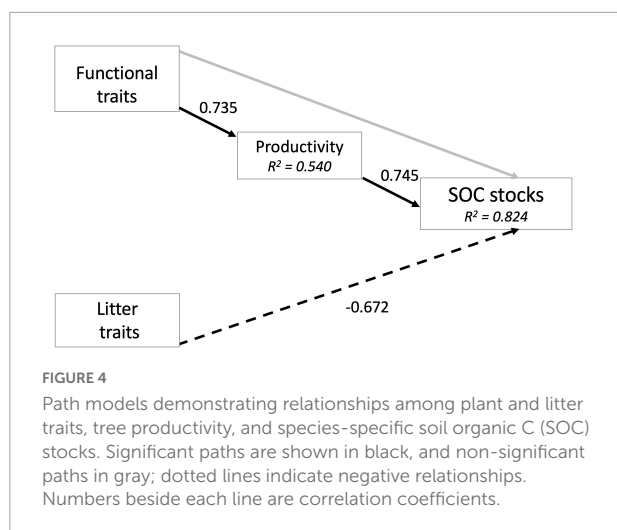 Functional
traits
0.735
Productivity
R² = 0.540
0.745
SOC stocks
R² = 0.824
Litter
traits
-0.672
FIGURE 4
Path models demonstrating relationships among plant and litter
traits, tree productivity, and species-specific soil organic C (SOC)
stocks. Significant paths are shown in black, and non-significant
paths in gray; dotted lines indicate negative relationships.
Numbers beside each line are correlation coefficients.